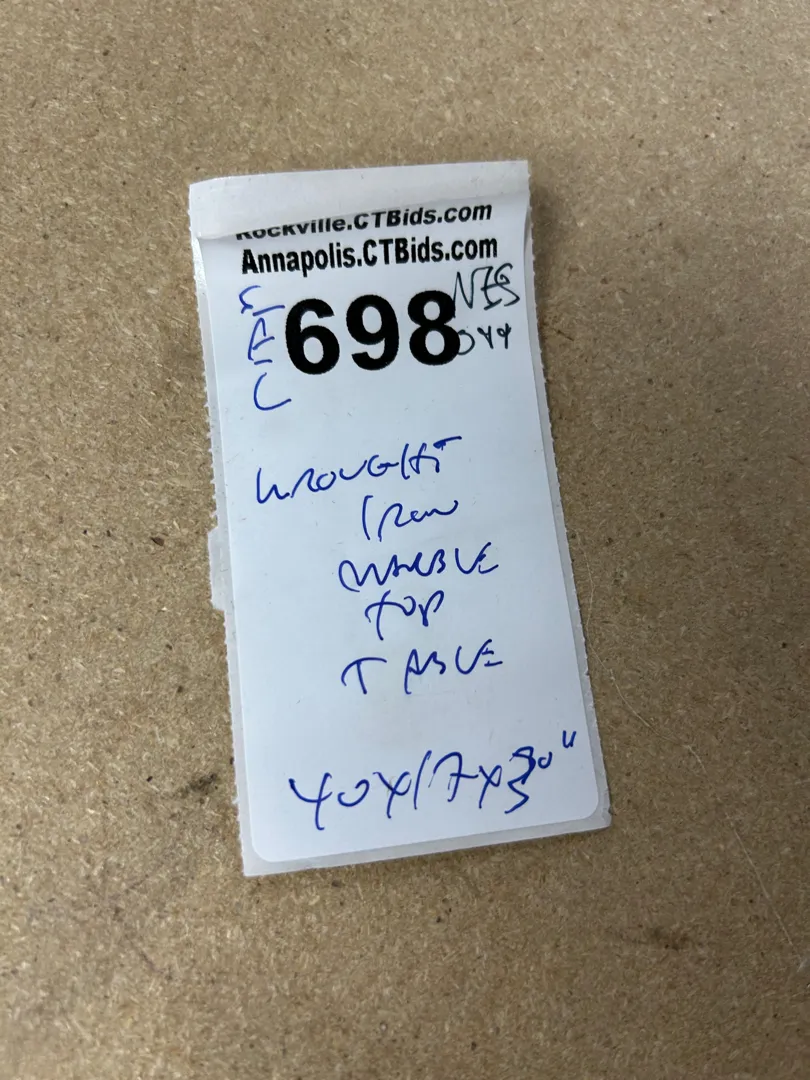 Rockville.CTBids.com
Annapolis.CTBids.com
698
WROUGHT
IRON
MARBLE
TOP
TABLE
40X17X30"